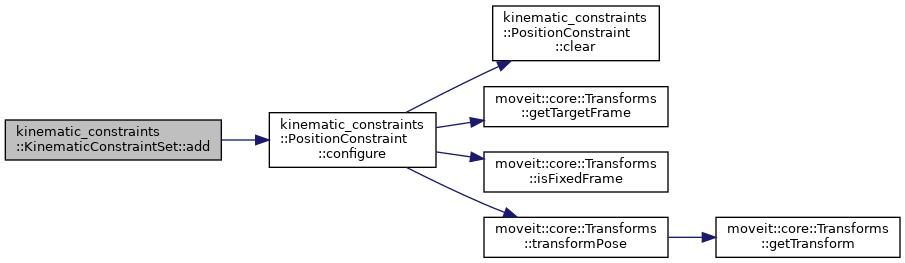 kinematic_constraints
::KinematicConstraintSet::add
kinematic_constraints
::PositionConstraint
::configure
kinematic_constraints
::PositionConstraint
::clear
moveit::core::Transforms
::getTargetFrame
moveit::core::Transforms
::isFixedFrame
moveit::core::Transforms
::transformPose
moveit::core::Transforms
::getTransform